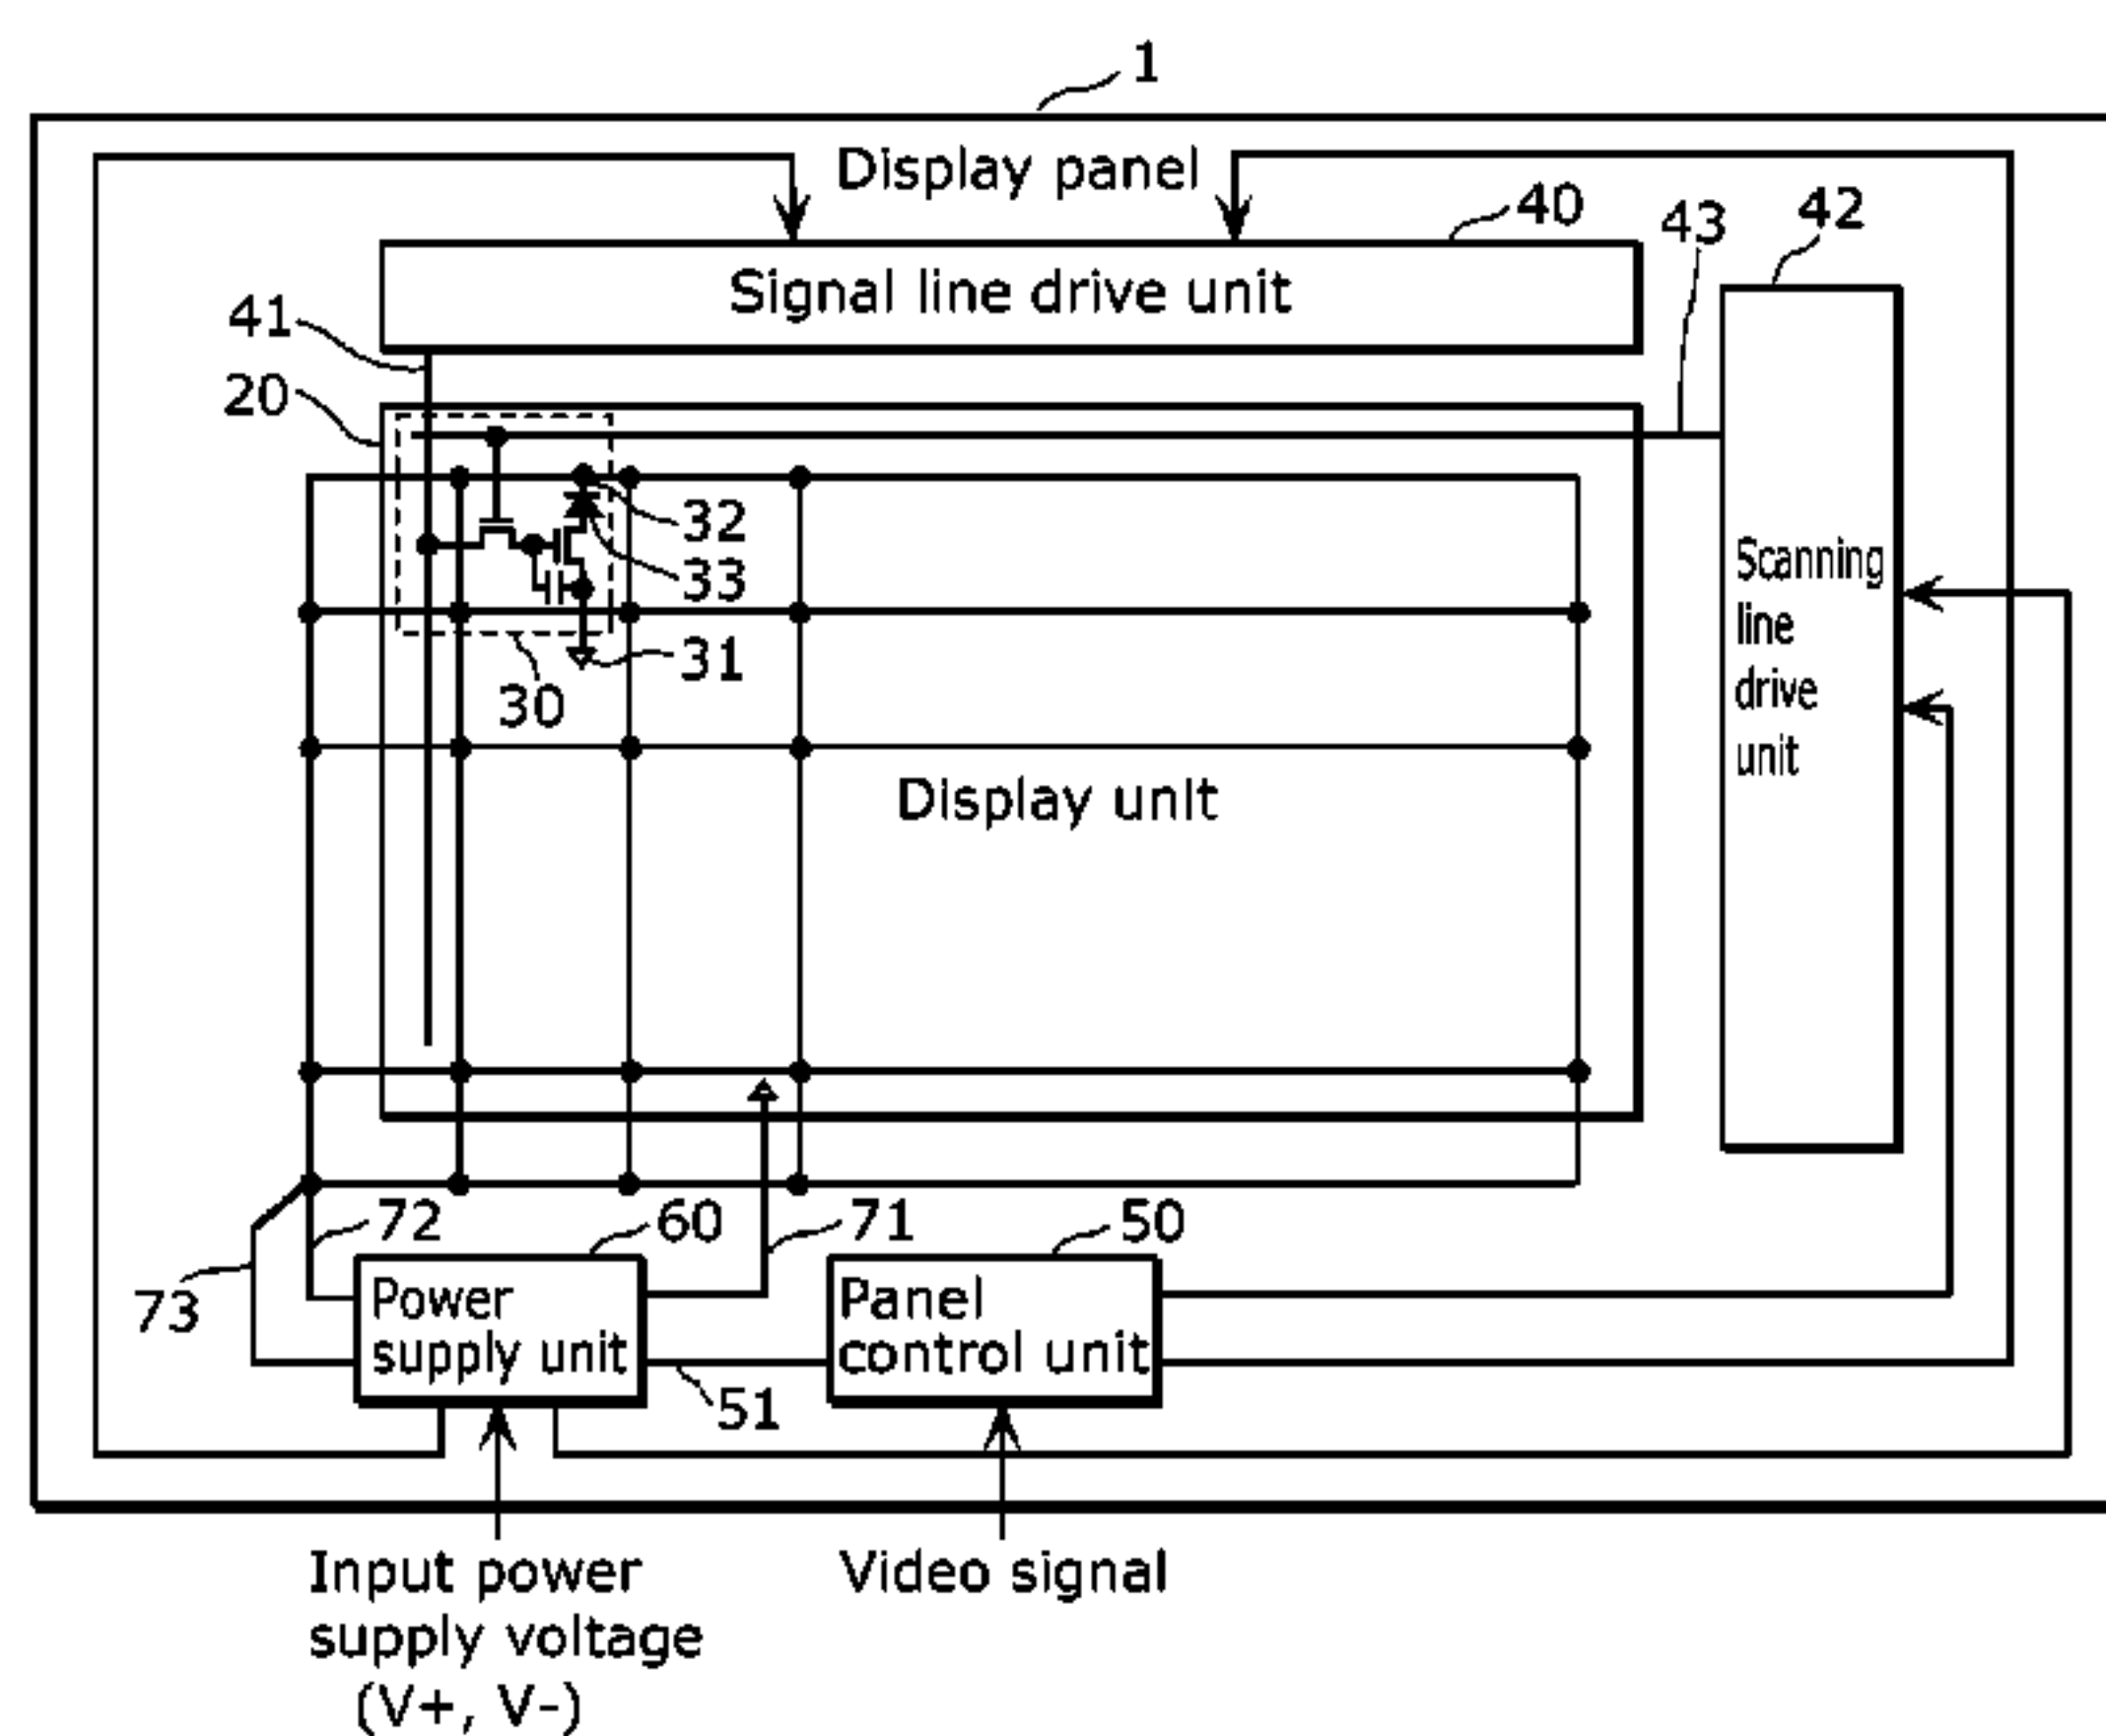 1
Display panel
40
43
42
Signal line drive unit
41
20
32
33
Scanning
line
drive
unit
31
30
Display unit
72
60
71
50
73
Power
supply unit
Panel
control unit
51
Input power
supply voltage
(V+, V-)
Video signal